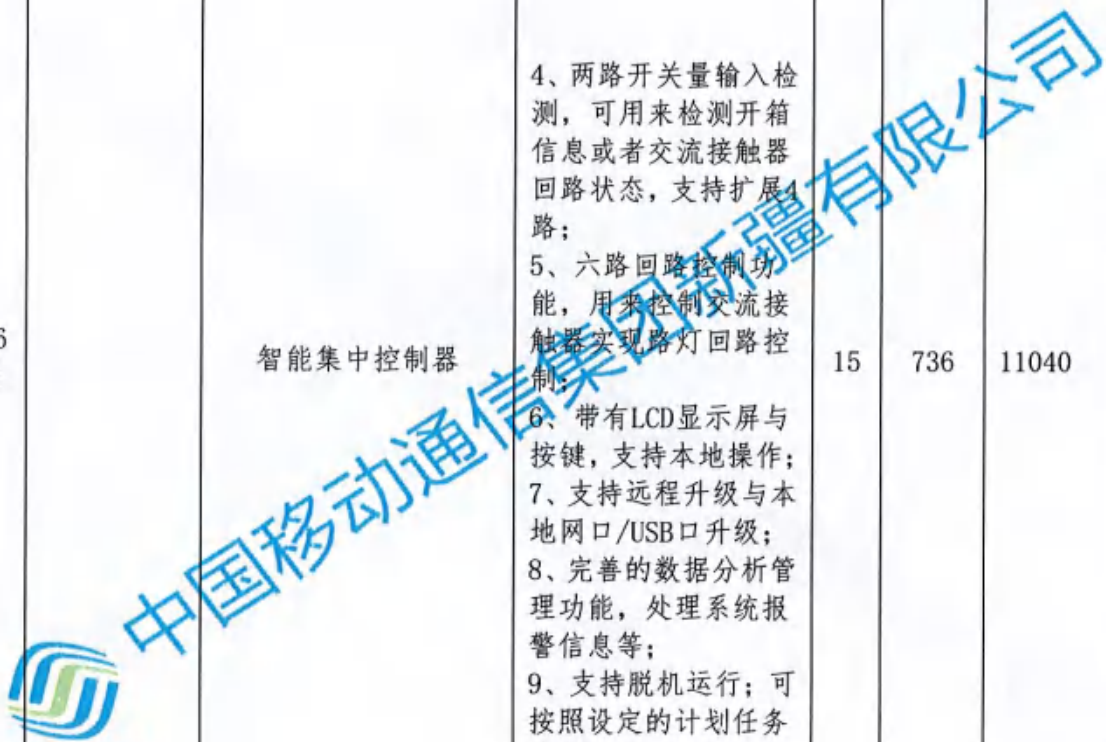 4、两路开关量输入检
测，可用来检测开箱
信息或者交流接触器
回路状态，支持扩展4
路；
5、六路回路控制功
能，用来控制交流接
触器实现路灯回路控
制；
6、带有LCD显示屏与
按键，支持本地操作；
7、支持远程升级与本
地网口/USB口升级；
8、完善的数据分析管
理功能，处理系统报
警信息等；
9、支持脱机运行；可
按照设定的计划任务
6
智能集中控制器
15
736
11040
中国移动通信集团新疆有限公司